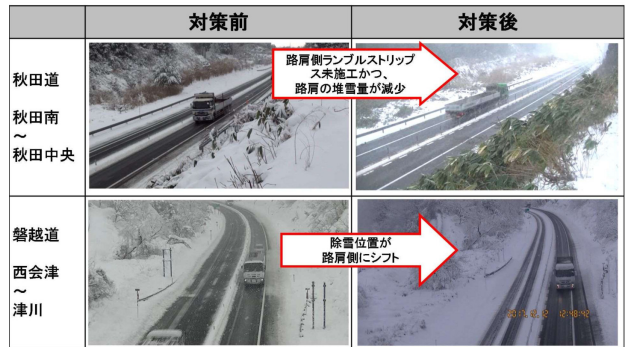 対策前
対策後
秋田道
秋田南
～
秋田中央
路肩側ランブルストリップ
ス未施工かつ、
路肩の堆雪量が減少
磐越道
西会津
～
津川
除雪位置が
路肩側にシフト